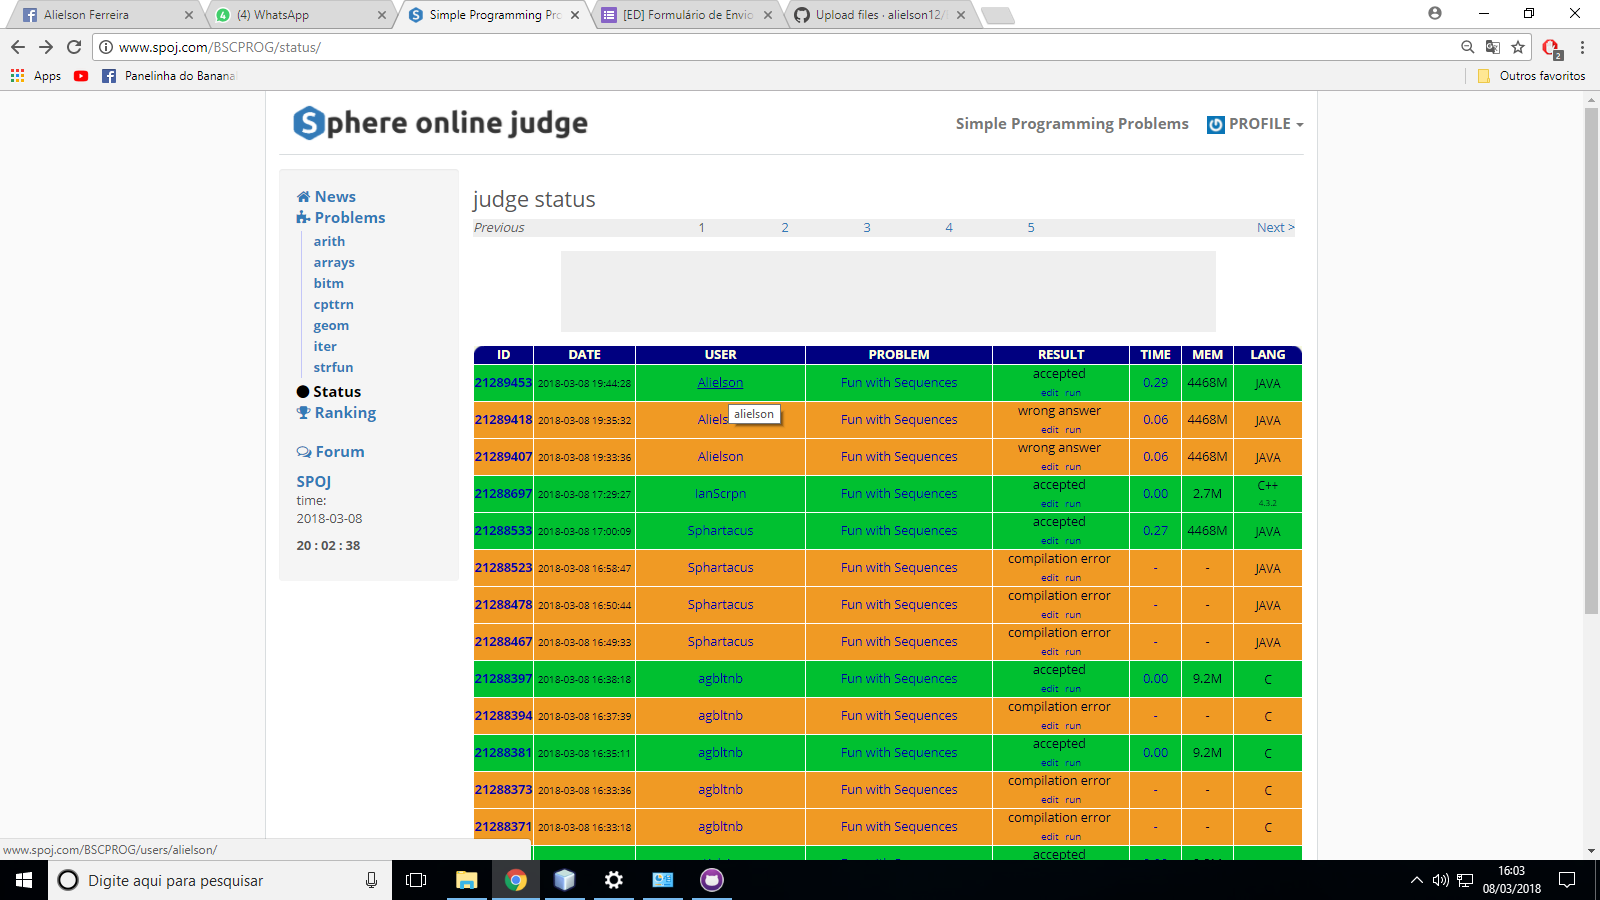 Alielson Ferreira
(4) WhatsApp
Simple Programming Pro
[ED] Formulário de Envio
Upload files · alielson12/
www.spoj.com/BSCPROG/status/
2
Apps
Panelinha do Banana
Outros favoritos
Sphere online judge
Simple Programming Problems
PROFILE
News
Problems
arith
arrays
bitm
cpttrn
geom
iter
strfun
Status
Ranking
Forum
SPOJ
time:
2018-03-08
20 : 02 : 38
judge status
Previous 1 2 3 4 5 Next >
ID DATE USER PROBLEM RESULT TIME MEM LANG
21289453 2018-03-08 19:44:28 Alielson Fun with Sequences accepted 0.29 4468M JAVA
edit run
alielson
21289418 2018-03-08 19:35:32 Aliels Fun with Sequences wrong answer 0.06 4468M JAVA
edit run
21289407 2018-03-08 19:33:36 Alielson Fun with Sequences wrong answer 0.06 4468M JAVA
edit run
21288697 2018-03-08 17:29:27 IanScrpn Fun with Sequences accepted 0.00 2.7M C++
edit run 4.3.2
21288533 2018-03-08 17:00:09 Sphartacus Fun with Sequences accepted 0.27 4468M JAVA
edit run
21288523 2018-03-08 16:58:47 Sphartacus Fun with Sequences compilation error - - JAVA
edit run
21288478 2018-03-08 16:50:44 Sphartacus Fun with Sequences compilation error - - JAVA
edit run
21288467 2018-03-08 16:49:33 Sphartacus Fun with Sequences compilation error - - JAVA
edit run
21288397 2018-03-08 16:38:18 agbltnb Fun with Sequences accepted 0.00 9.2M C
edit run
21288394 2018-03-08 16:37:39 agbltnb Fun with Sequences compilation error - - C
edit run
21288381 2018-03-08 16:35:11 agbltnb Fun with Sequences accepted 0.00 9.2M C
edit run
21288373 2018-03-08 16:33:36 agbltnb Fun with Sequences compilation error - - C
edit run
21288371 2018-03-08 16:33:18 agbltnb Fun with Sequences compilation error - - C
edit run
accepted
www.spoj.com/BSCPROG/users/alielson/
Digite aqui para pesquisar
16:03
08/03/2018